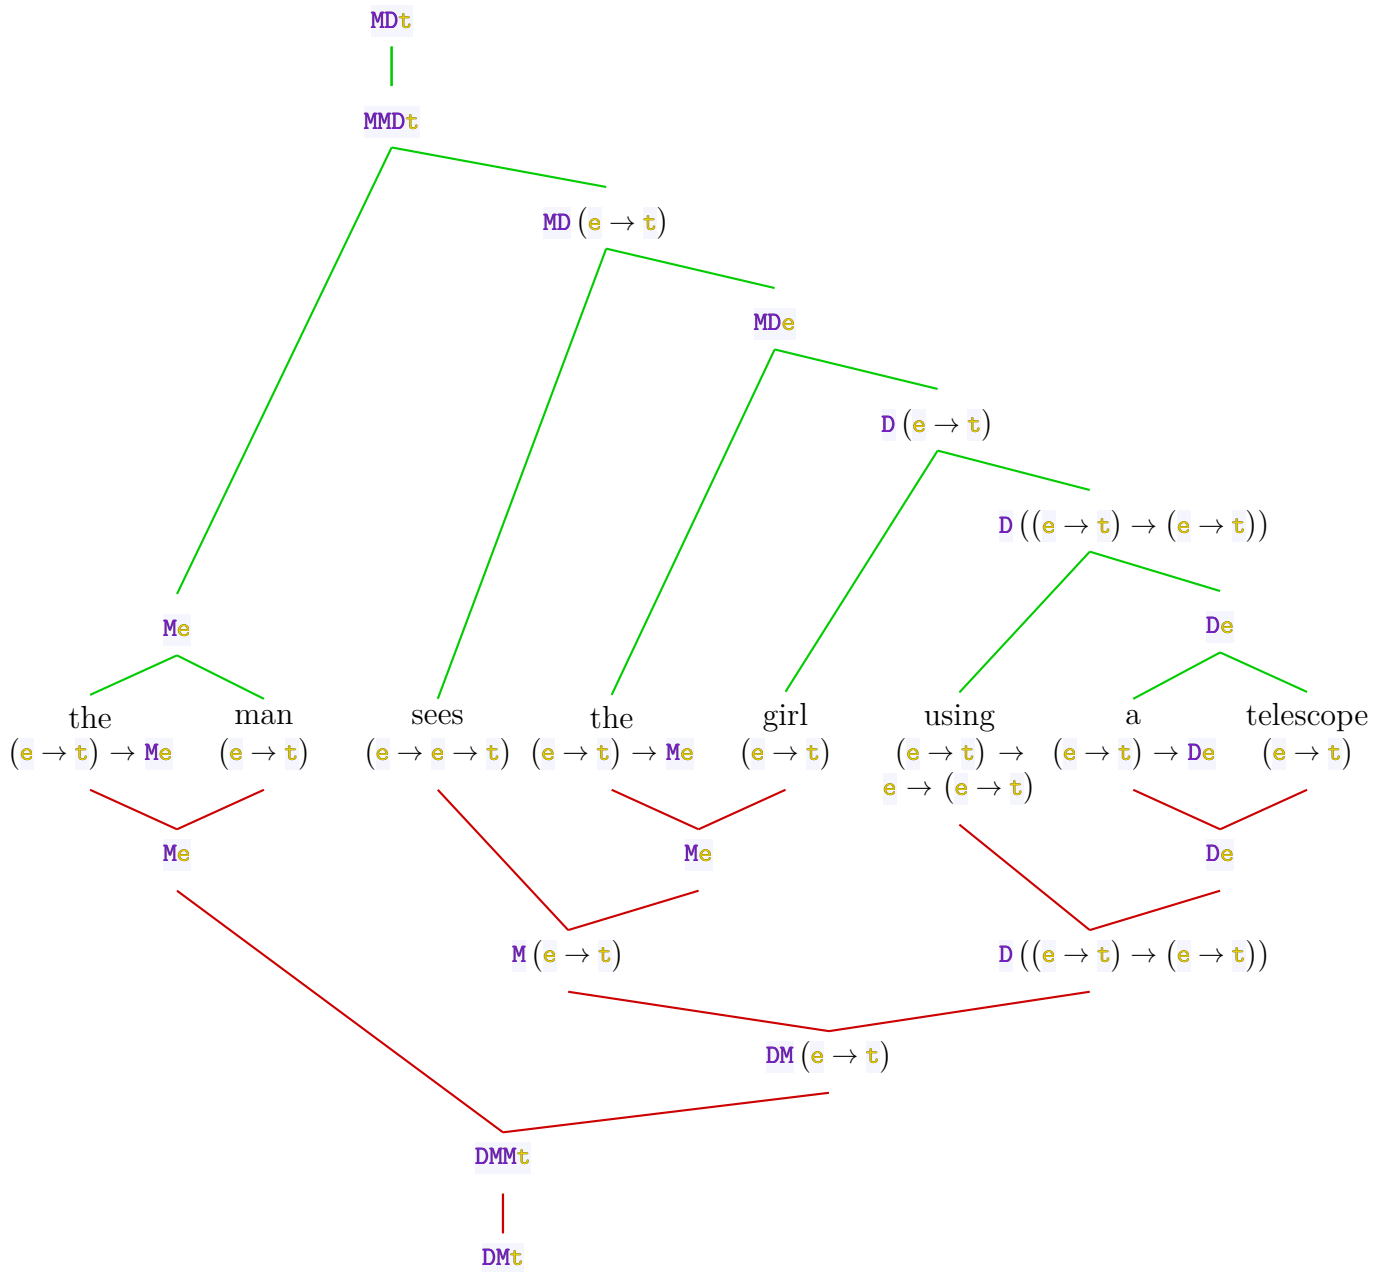 MDt
MMDt
MD (e → t)
MDe
D (e → t)
D ((e → t) → (e → t))
Me
De
the man sees the girl using a telescope
(e → t) → Me (e → t) (e → e → t) (e → t) → Me (e → t) (e → t) → (e → t) → De (e → t)
e → (e → t)
Me Me De
M (e → t) D ((e → t) → (e → t))
DM (e → t)
DMMt
DMt